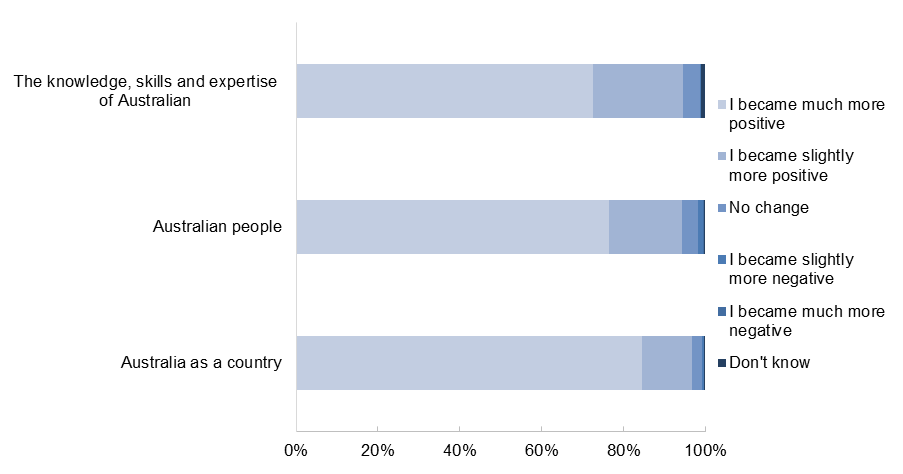 The knowledge, skills and expertise
of Australian
Australian people
Australia as a country
0%
20%
40%
60%
80%
100%
I became much more
positive
I became slightly
more positive
No change
I became slightly
more negative
I became much more
negative
Don't know